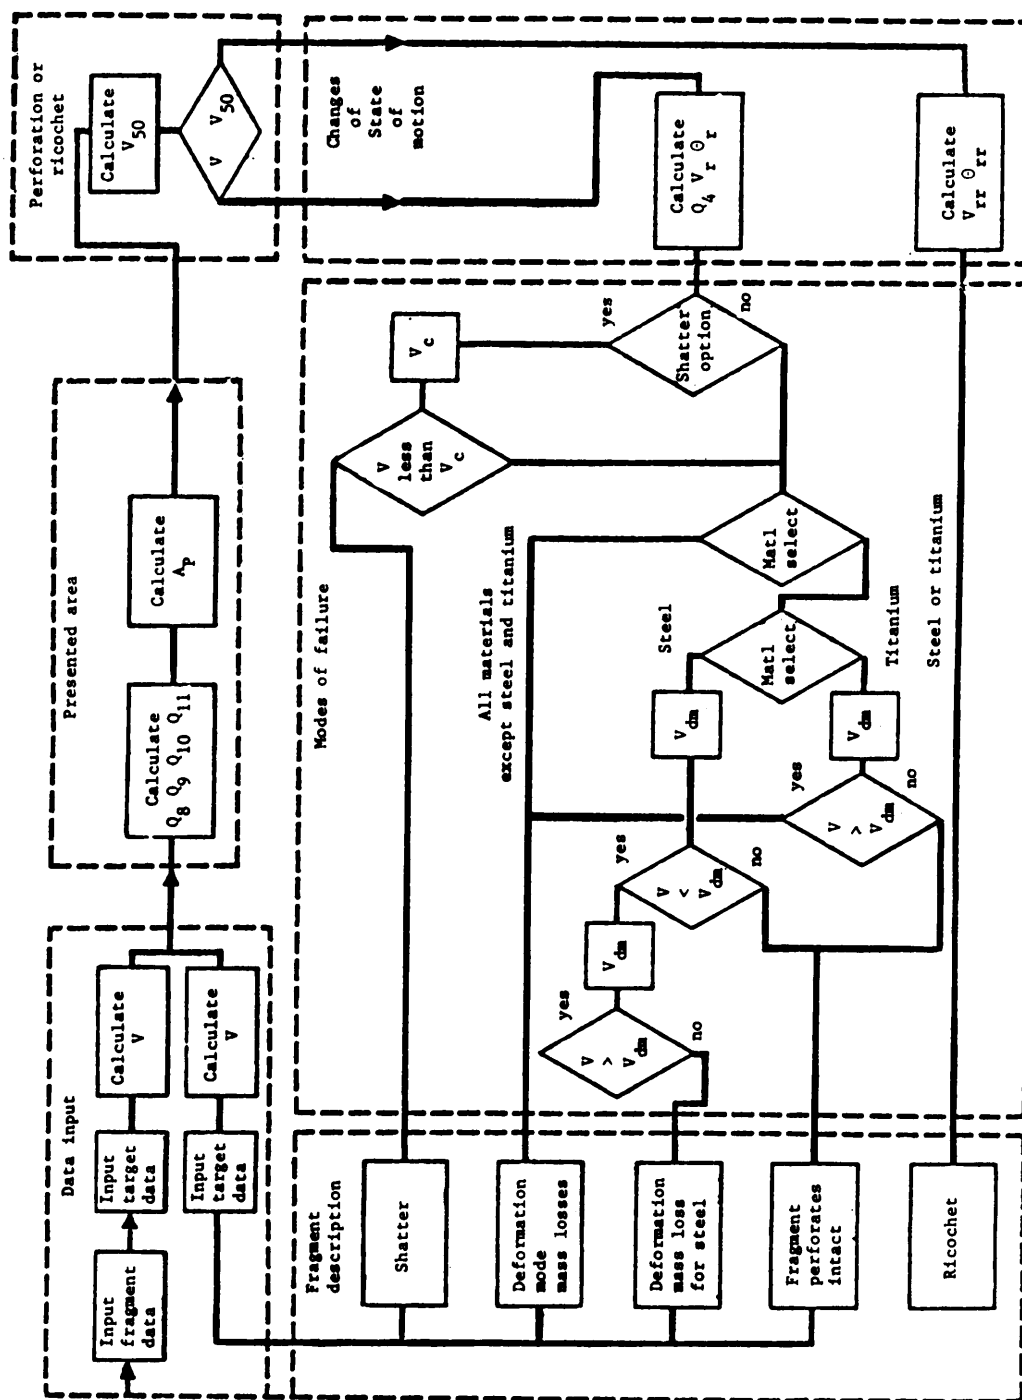 Data input
Input
fragment
data
Input
target
data
Calculate
V
Input
target
data
Calculate
V
Presented area
Calculate
Q8 Q9 Q10 Q11
Calculate
Ap
Perforation or
ricochet
Calculate
V50
V V50
Changes
of
State
of
motion
Calculate
Q4 Vr Θr
Calculate
Vrr Θrr
Modes of failure
Shatter
option
yes
no
Vc
V
less
than
Vc
All materials
except steel and titanium
Matl
select
Matl
select
Steel
Titanium
Steel or titanium
Vdm
Vdm
V
<
Vdm
yes
no
V
>
Vdm
yes
no
Vdm
V
>
Vdm
yes
no
Fragment
description
Shatter
Deformation
mode
mass losses
Deformation
mass loss
for steel
Fragment
perforates
intact
Ricochet